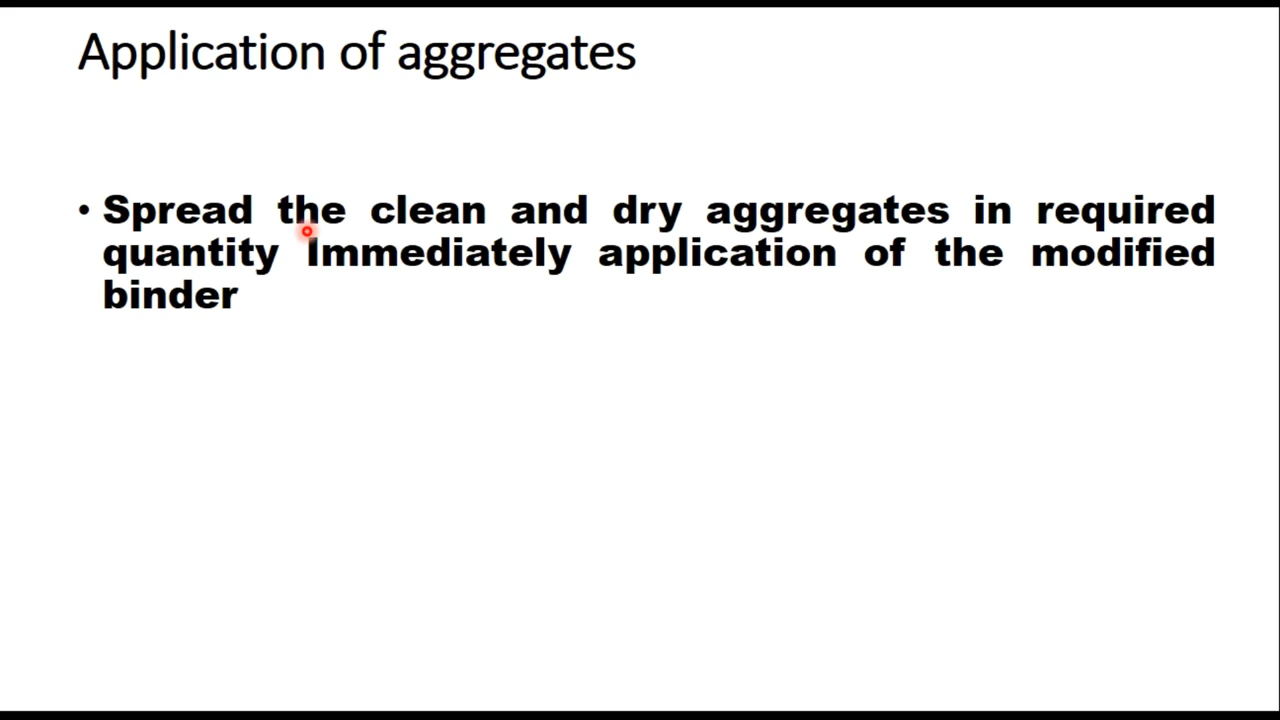 Application of aggregates
• Spread the clean and dry aggregates in required
quantity Immediately application of the modified
binder